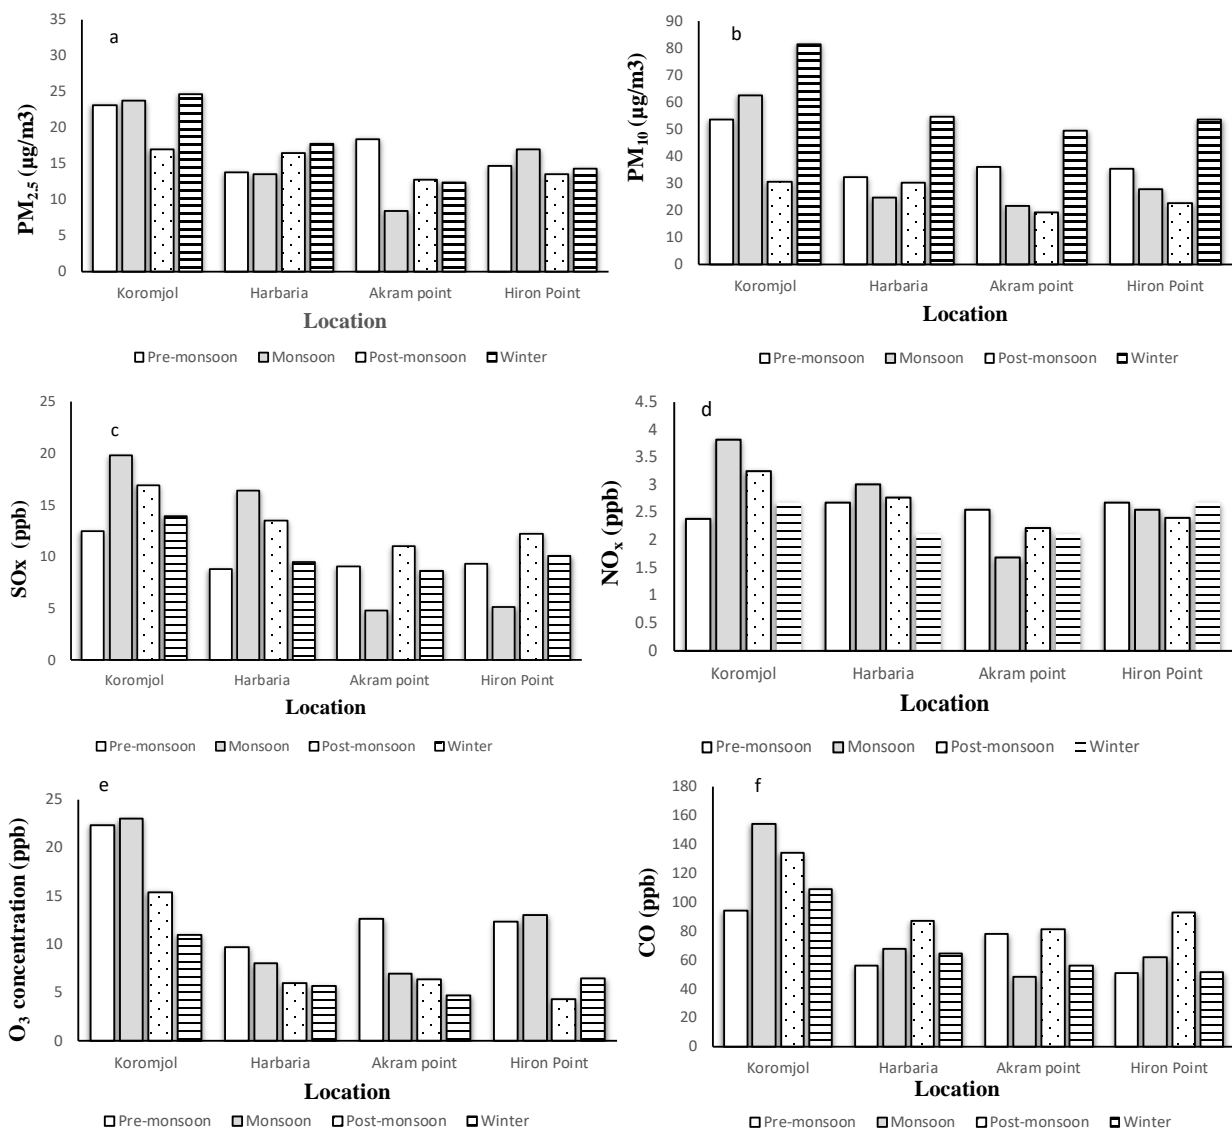 a
35
30
25
20
15
10
5
0
PM2.5 (µg/m3)
Koromjol Harbaria Akram point Hiron Point
Location
Pre-monsoon Monsoon Post-monsoon Winter
b
90
80
70
60
50
40
30
20
10
0
PM10 (µg/m3)
Koromjol Harbaria Akram point Hiron Point
Location
Pre-monsoon Monsoon Post-monsoon Winter
c
25
20
15
10
5
0
SOx (ppb)
Koromjol Harbaria Akram point Hiron Point
Location
Pre-monsoon Monsoon Post-monsoon Winter
d
4.5
4
3.5
3
2.5
2
1.5
1
0.5
0
NOx (ppb)
Koromjol Harbaria Akram point Hiron Point
Location
Pre-monsoon Monsoon Post-monsoon Winter
e
25
20
15
10
5
0
O3 concentration (ppb)
Koromjol Harbaria Akram point Hiron Point
Location
Pre-monsoon Monsoon Post-monsoon Winter
f
180
160
140
120
100
80
60
40
20
0
CO (ppb)
Koromjol Harbaria Akram point Hiron Point
Location
Pre-monsoon Monsoon Post-monsoon Winter